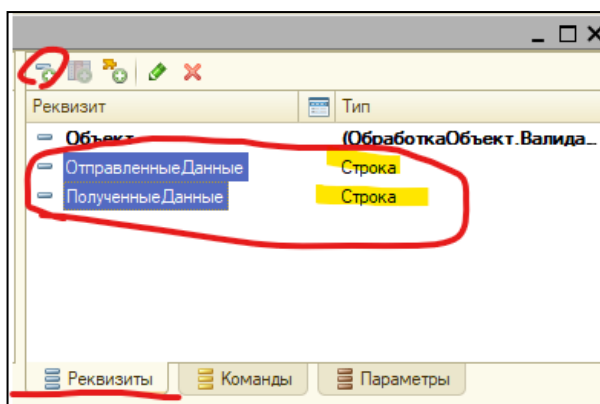 Реквизит Тип
Объект (ОбработкаОбъект.Валида...
ОтправленныеДанные Строка
ПолученныеДанные Строка
Реквизиты Команды Параметры